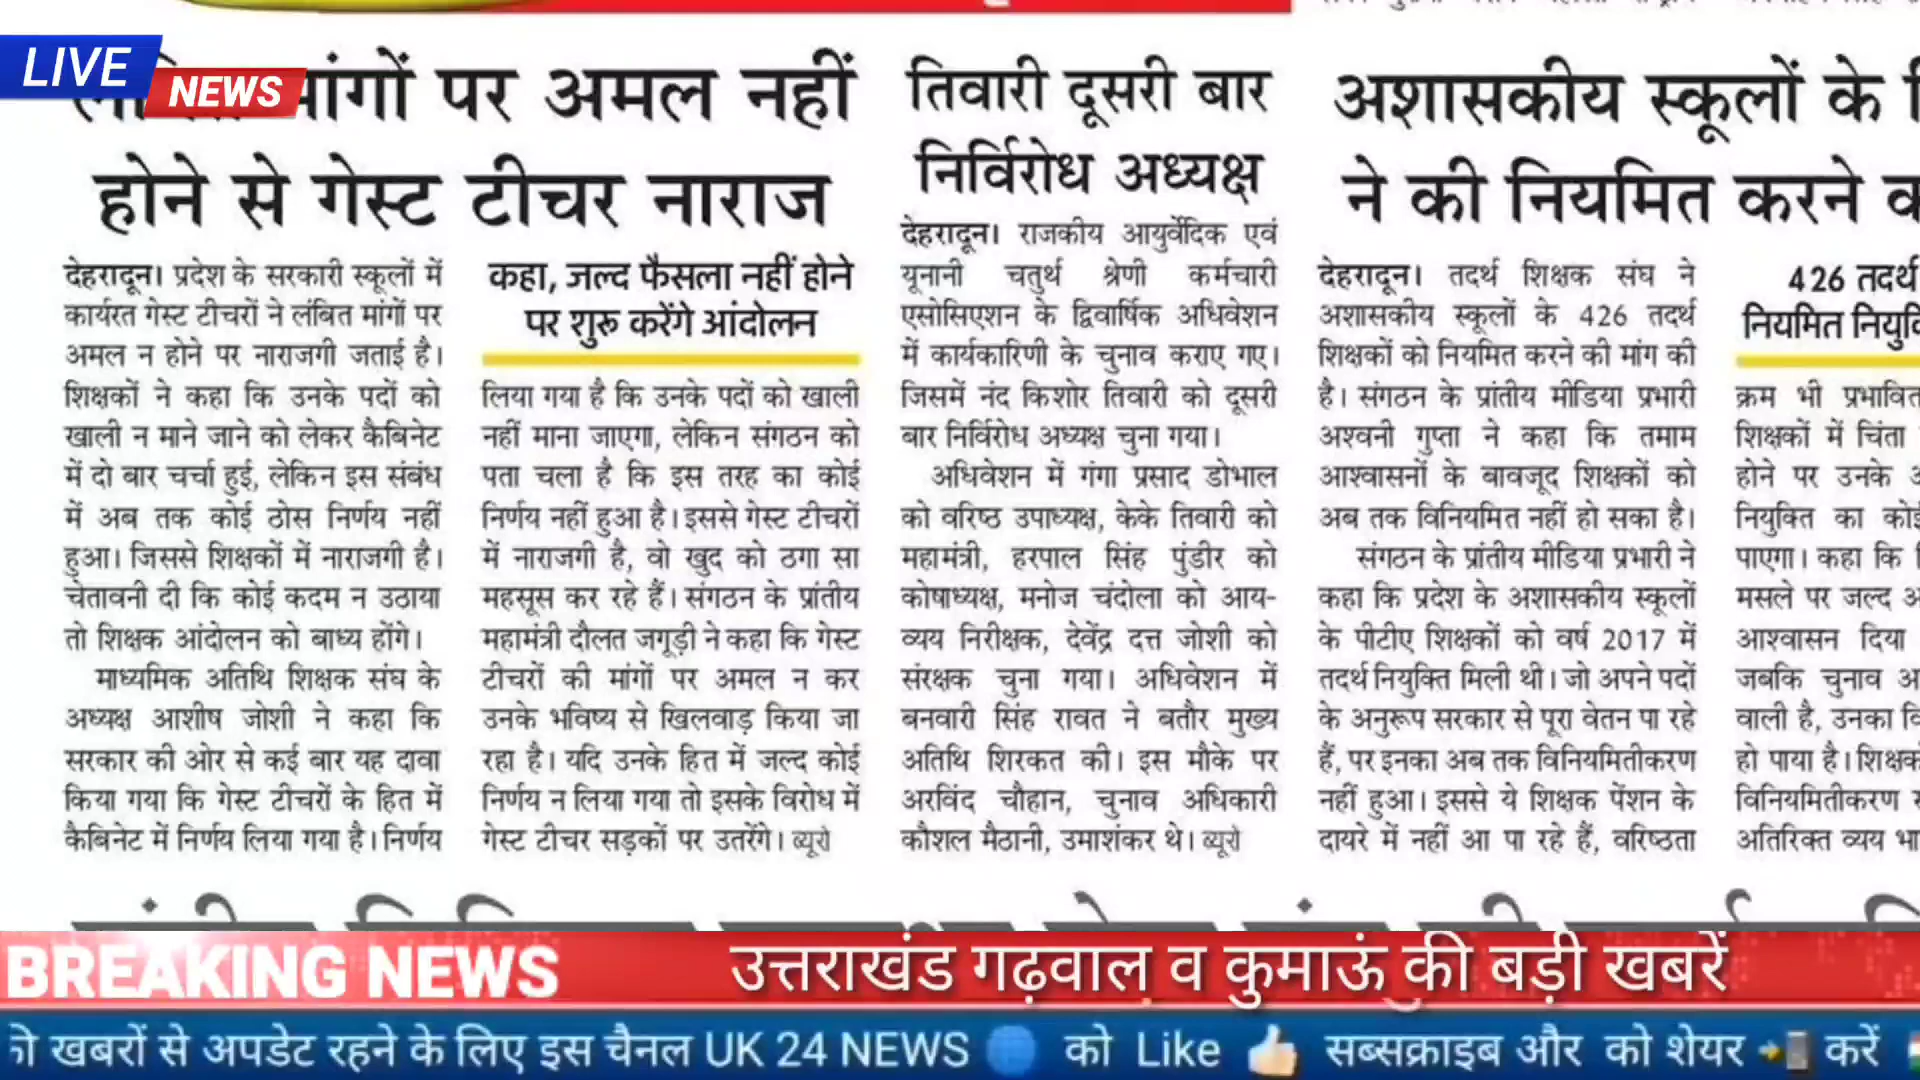 LIVE
NEWS
मांगों पर अमल नहीं
होने से गेस्ट टीचर नाराज
देहरादून। प्रदेश के सरकारी स्कूलों में
कार्यरत गेस्ट टीचरों ने लंबित मांगों पर
अमल न होने पर नाराजगी जताई है।
शिक्षकों ने कहा कि उनके पदों को
खाली न माने जाने को लेकर कैबिनेट
में दो बार चर्चा हुई, लेकिन इस संबंध
में अब तक कोई ठोस निर्णय नहीं
हुआ। जिससे शिक्षकों में नाराजगी है।
चेतावनी दी कि कोई कदम न उठाया
तो शिक्षक आंदोलन को बाध्य होंगे।
माध्यमिक अतिथि शिक्षक संघ के
अध्यक्ष आशीष जोशी ने कहा कि
सरकार की ओर से कई बार यह दावा
किया गया कि गेस्ट टीचरों के हित में
कैबिनेट में निर्णय लिया गया है। निर्णय
कहा, जल्द फैसला नहीं होने
पर शुरू करेंगे आंदोलन
लिया गया है कि उनके पदों को खाली
नहीं माना जाएगा, लेकिन संगठन को
पता चला है कि इस तरह का कोई
निर्णय नहीं हुआ है। इससे गेस्ट टीचरों
में नाराजगी है, वो खुद को ठगा सा
महसूस कर रहे हैं। संगठन के प्रांतीय
महामंत्री दौलत जगूड़ी ने कहा कि गेस्ट
टीचरों की मांगों पर अमल न कर
उनके भविष्य से खिलवाड़ किया जा
रहा है। यदि उनके हित में जल्द कोई
निर्णय न लिया गया तो इसके विरोध में
गेस्ट टीचर सड़कों पर उतरेंगे। ब्यूरो
तिवारी दूसरी बार
निर्विरोध अध्यक्ष
देहरादून। राजकीय आयुर्वेदिक एवं
यूनानी चतुर्थ श्रेणी कर्मचारी
एसोसिएशन के द्विवार्षिक अधिवेशन
में कार्यकारिणी के चुनाव कराए गए।
जिसमें नंद किशोर तिवारी को दूसरी
बार निर्विरोध अध्यक्ष चुना गया।
अधिवेशन में गंगा प्रसाद डोभाल
को वरिष्ठ उपाध्यक्ष, केके तिवारी को
महामंत्री, हरपाल सिंह पुंडीर को
कोषाध्यक्ष, मनोज चंदोला को आय-
व्यय निरीक्षक, देवेंद्र दत्त जोशी को
संरक्षक चुना गया। अधिवेशन में
बनवारी सिंह रावत ने बतौर मुख्य
अतिथि शिरकत की। इस मौके पर
अरविंद चौहान, चुनाव अधिकारी
कौशल मैठानी, उमाशंकर थे। ब्यूरो
अशासकीय स्कूलों के
ने की नियमित करने
देहरादून। तदर्थ शिक्षक संघ ने
अशासकीय स्कूलों के 426 तदर्थ
शिक्षकों को नियमित करने की मांग की
है। संगठन के प्रांतीय मीडिया प्रभारी
अश्वनी गुप्ता ने कहा कि तमाम
आश्वासनों के बावजूद शिक्षकों को
अब तक विनियमित नहीं हो सका है।
संगठन के प्रांतीय मीडिया प्रभारी ने
कहा कि प्रदेश के अशासकीय स्कूलों
के पीटीए शिक्षकों को वर्ष 2017 में
तदर्थ नियुक्ति मिली थी। जो अपने पदों
के अनुरूप सरकार से पूरा वेतन पा रहे
हैं, पर इनका अब तक विनियमितीकरण
नहीं हुआ। इससे ये शिक्षक पेंशन के
दायरे में नहीं आ पा रहे हैं, वरिष्ठता
426 तदर्थ
नियमित
क्रम भी प्रभावित
शिक्षकों में चिंता
होने पर उनके
नियुक्ति का कोई
पाएगा। कहा कि
मसले पर जल्द
आश्वासन दिया
जबकि चुनाव
वाली है, उनका
हो पाया है।
विनियमितीकरण
अतिरिक्त व्यय
BREAKING NEWS
उत्तराखंड गढ़वाल व कुमाऊं की बड़ी खबरें
खबरों से अपडेट रहने के लिए इस चैनल UK 24 NEWS 🌐 को Like 👍 सब्सक्राइब और को शेयर 📲 करें